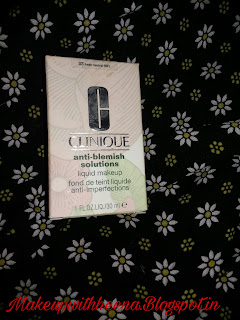 CLINIQUE
anti-blemish
solutions
liquid makeup
fond de teint liquide
anti-imperfections
1 FL.OZ.LIQ./30 ml ℮
Makeupwithheena.Blogspot.in